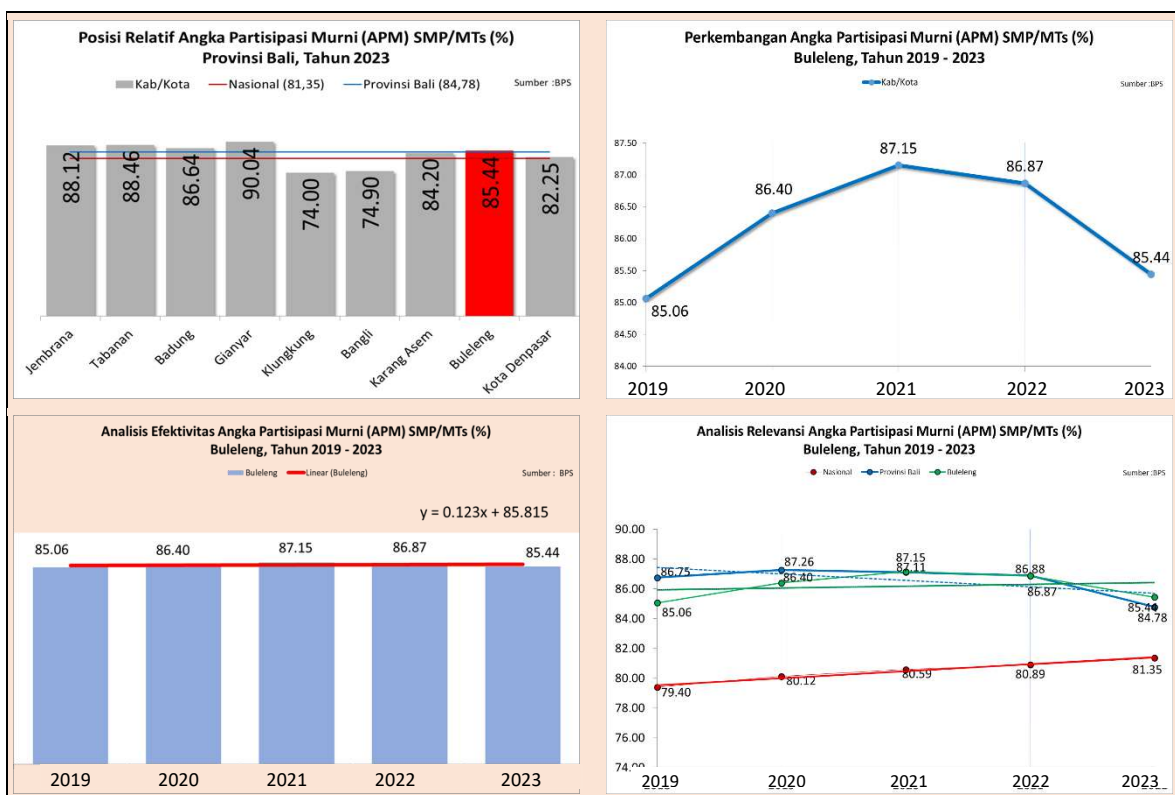 Posisi Relatif Angka Partisipasi Murni (APM) SMP/MTs (%)
Provinsi Bali, Tahun 2023
Kab/Kota Nasional (81,35) Provinsi Bali (84,78) Sumber :BPS
88.12 88.46 86.64 90.04 74.00 74.90 84.20 85.44 82.25
Jembrana Tabanan Badung Gianyar Klungkung Bangli Karang Asem Buleleng Kota Denpasar
Perkembangan Angka Partisipasi Murni (APM) SMP/MTs (%)
Buleleng, Tahun 2019 - 2023
Kab/Kota Sumber :BPS
87.50
87.00
86.50
86.00
85.50
85.00
84.50
84.00
85.06 86.40 87.15 86.87 85.44
2019 2020 2021 2022 2023
Analisis Efektivitas Angka Partisipasi Murni (APM) SMP/MTs (%)
Buleleng, Tahun 2019 - 2023
Buleleng Linear (Buleleng) Sumber : BPS
y = 0.123x + 85.815
85.06 86.40 87.15 86.87 85.44
2019 2020 2021 2022 2023
Analisis Relevansi Angka Partisipasi Murni (APM) SMP/MTs (%)
Buleleng, Tahun 2019 - 2023
Nasional Provinsi Bali Buleleng Sumber :BPS
90.00
88.00
86.00
84.00
82.00
80.00
78.00
76.00
74.00
86.75 87.26 87.11 86.88 84.78
85.06 86.40 87.15 86.87 85.44
79.40 80.12 80.59 80.89 81.35
2019 2020 2021 2022 2023